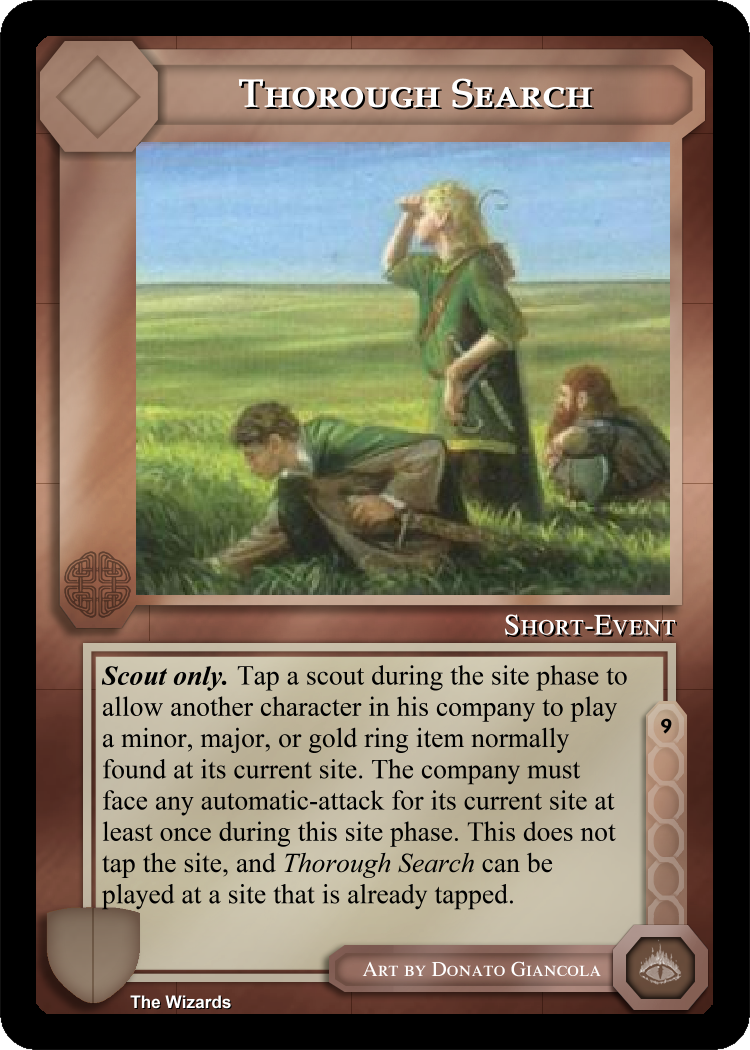 Thorough Search
Short-Event
Scout only. Tap a scout during the site phase to
allow another character in his company to play
a minor, major, or gold ring item normally
found at its current site. The company must
face any automatic-attack for its current site at
least once during this site phase. This does not
tap the site, and Thorough Search can be
played at a site that is already tapped.
9
Art by Donato Giancola
The Wizards